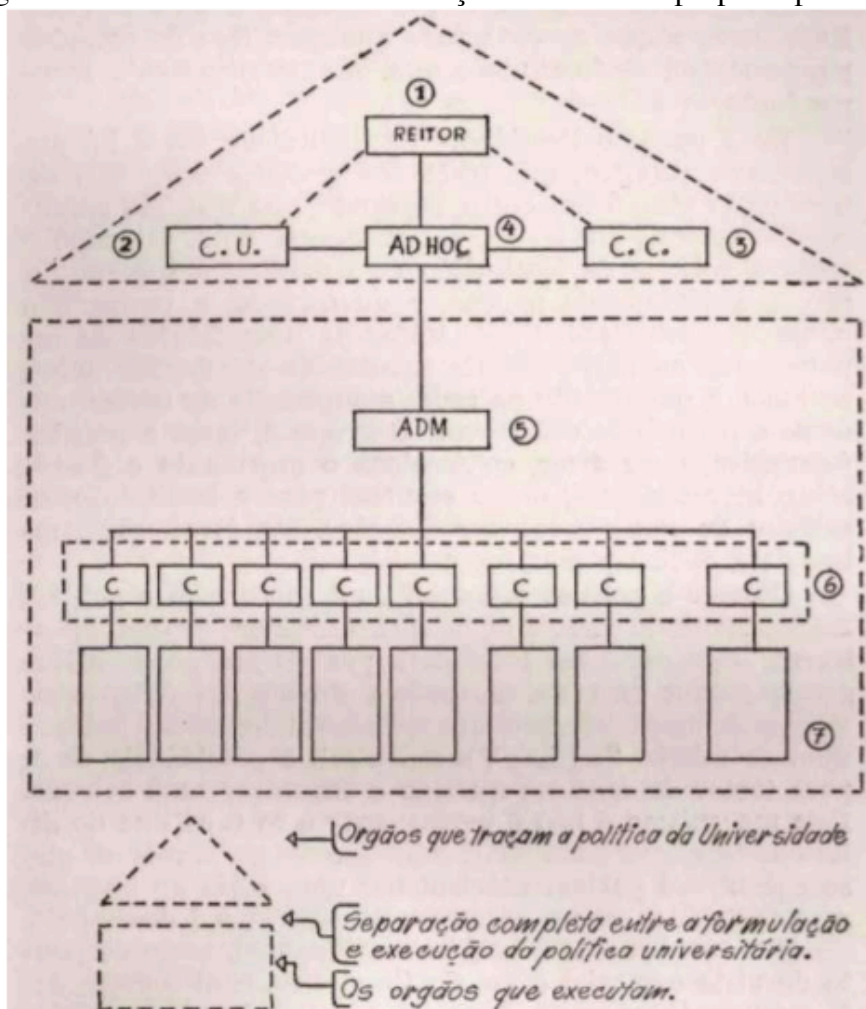 ①
REITOR
② C. U. AD HOC ④ C. C. ③
ADM ⑤
C C C C C C C C ⑥
⑦
Orgãos que traçam a política da Universidade
Separação completa entre a formulação
e execução da política universitária.
Os orgãos que executam.